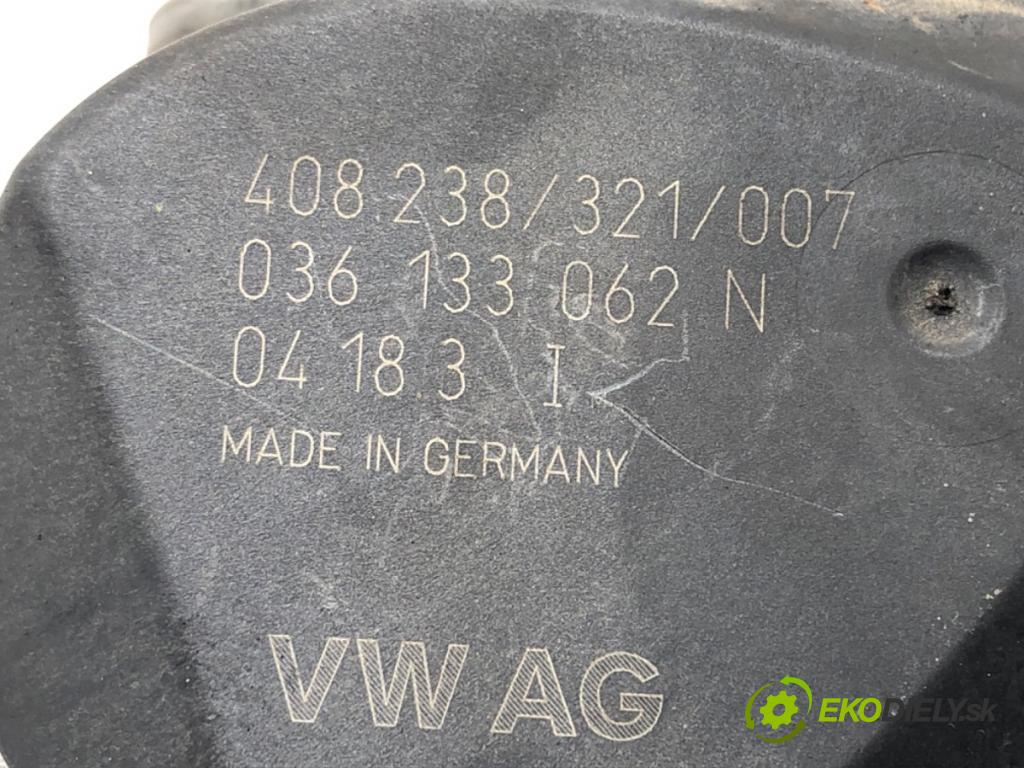 408.238/321/007
036 133 062 N
04 18.3 I
MADE IN GERMANY
VW AG
EKODIELY.sk